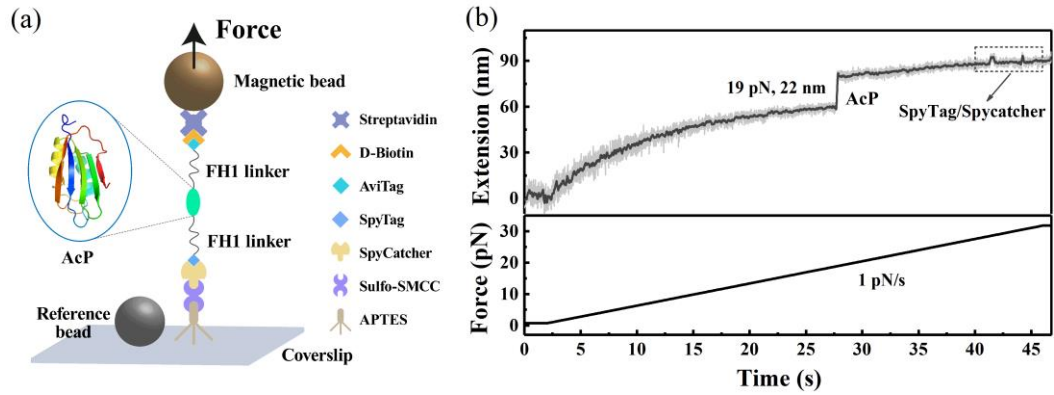 (a)
Force
Magnetic bead
Streptavidin
D-Biotin
FH1 linker
AviTag
SpyTag
FH1 linker
SpyCatcher
AcP
Sulfo-SMCC
Reference
bead
APTES
Coverslip
(b)
Extension (nm)
90
60
30
0
19 pN, 22 nm
AcP
SpyTag/Spycatcher
Force (pN)
30
20
10
0
1 pN/s
0 5 10 15 20 25 30 35 40 45
Time (s)